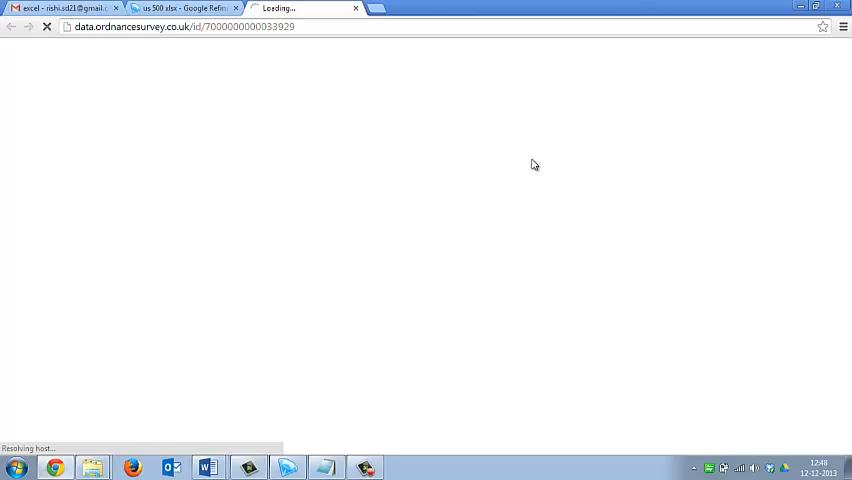 excel - rishi.sd21@gmail.c
us 500 xlsx - Google Refin
Loading...
data.ordnancesurvey.co.uk/id/7000000000033929
Resolving host...
12:48
12-12-2013